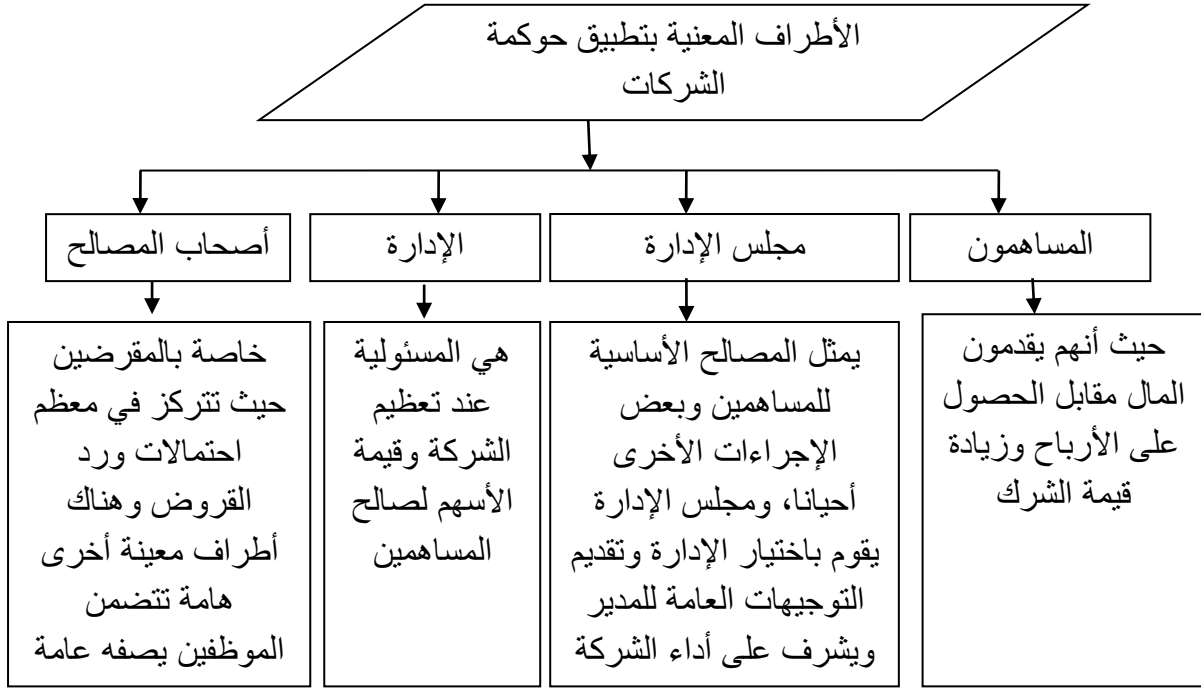 الأطراف المعنية بتطبيق حوكمة
الشركات
المساهمون
مجلس الإدارة
الإدارة
أصحاب المصالح
حيث أنهم يقدمون
المال مقابل الحصول
على الأرباح وزيادة
قيمة الشرك
يمثل المصالح الأساسية
للمساهمين وبعض
الإجراءات الأخرى
أحيانا، ومجلس الإدارة
يقوم باختيار الإدارة وتقديم
التوجيهات العامة للمدير
ويشرف على أداء الشركة
هي المسئولية
عند تعظيم
الشركة وقيمة
الأسهم لصالح
المساهمين
خاصة بالمقرضين
حيث تتركز في معظم
احتمالات ورد
القروض وهناك
أطراف معينة أخرى
هامة تتضمن
الموظفين يصفه عامة